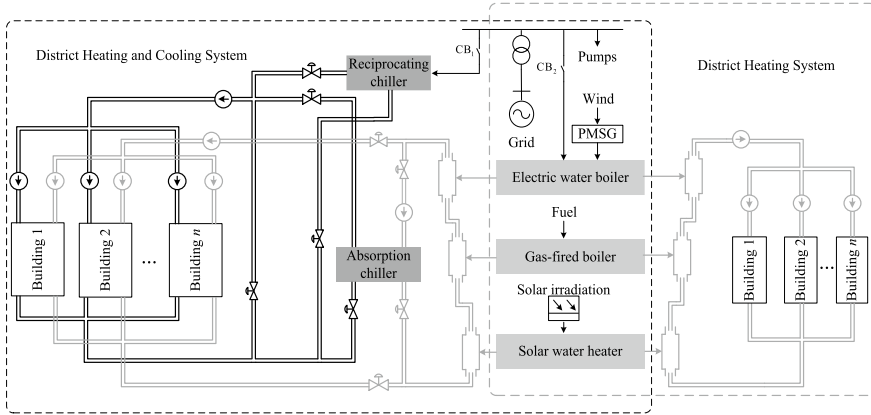 District Heating and Cooling System
CB1
Reciprocating
chiller
CB2
Pumps
District Heating System
Wind
Grid
PMSG
Electric water boiler
Fuel
Gas-fired boiler
Solar irradiation
Solar water heater
Absorption
chiller
Building 1
Building 2
...
Building n
Building 1
Building 2
...
Building n